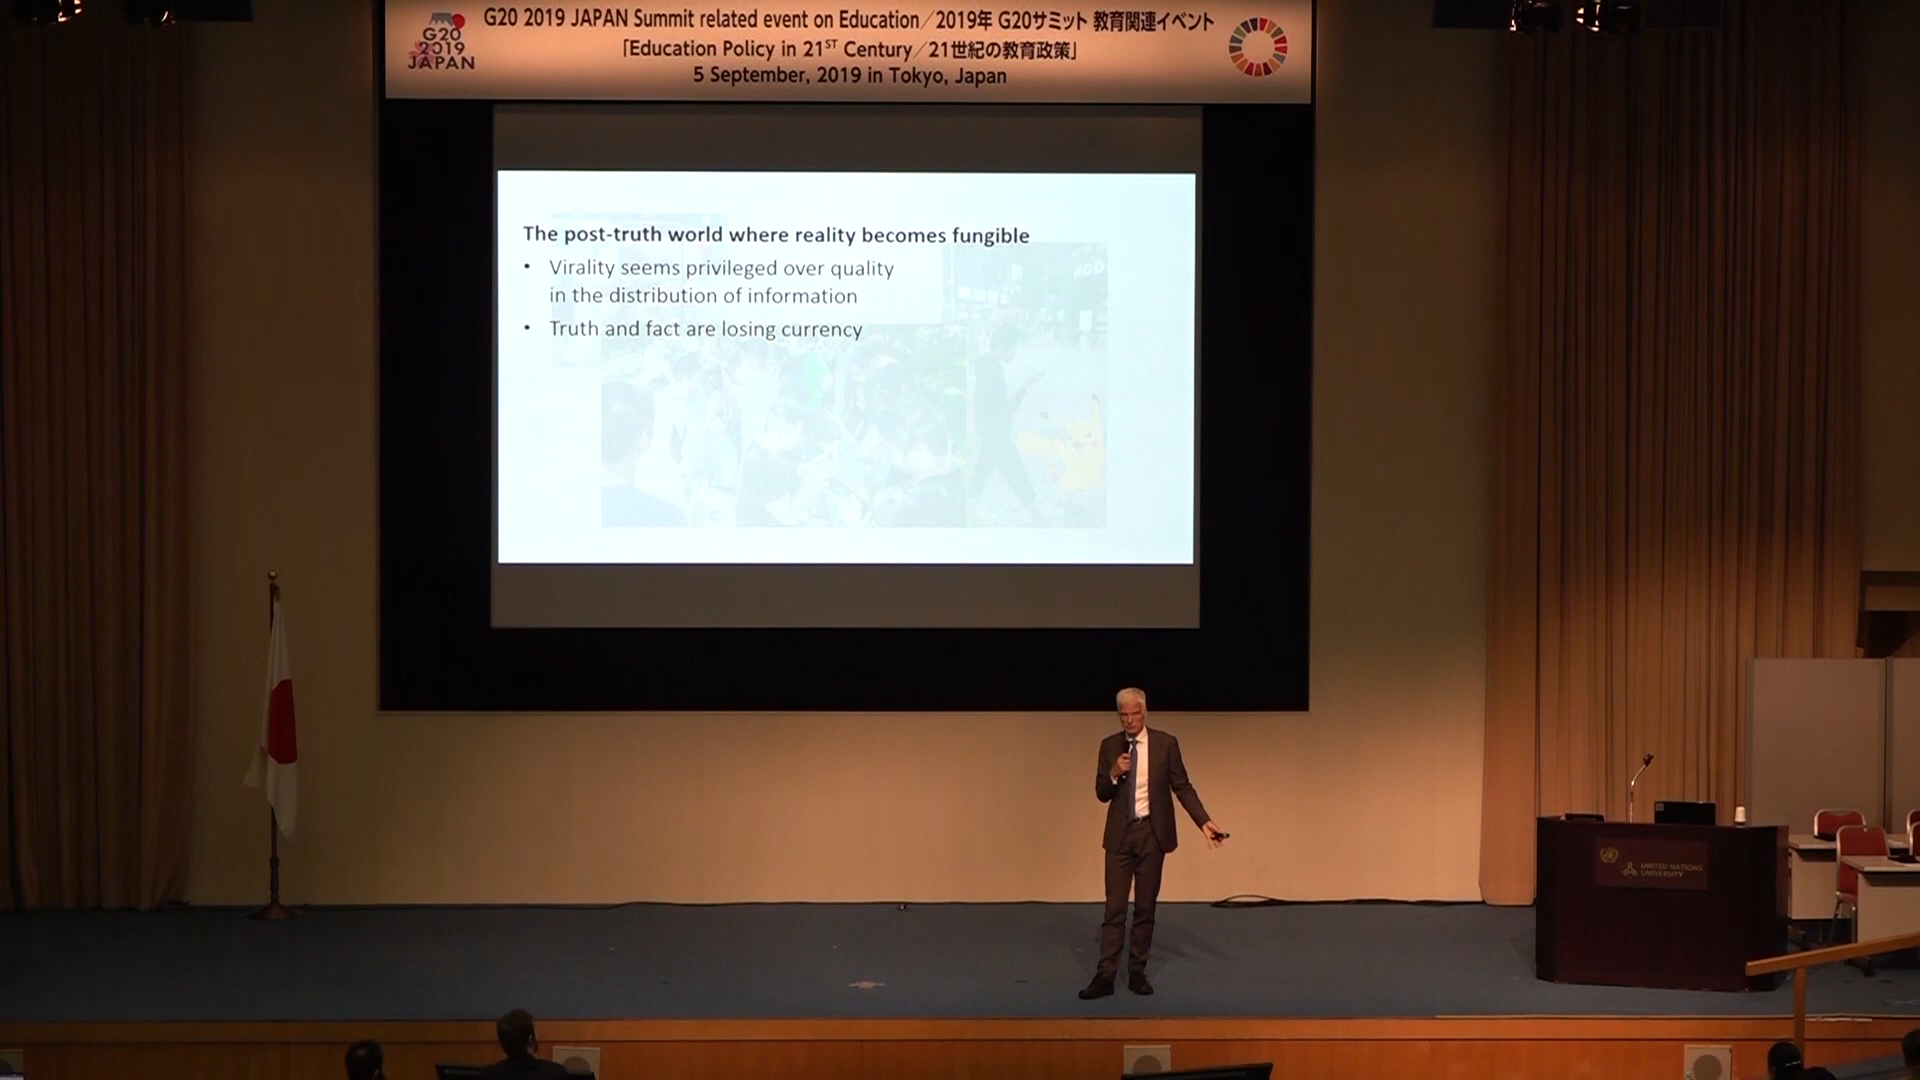 G20 2019 JAPAN Summit related event on Education／2019年 G20サミット 教育関連イベント
「Education Policy in 21ST Century／21世紀の教育政策」
5 September, 2019 in Tokyo, Japan
G20
2019
JAPAN
The post-truth world where reality becomes fungible
• Virality seems privileged over quality
in the distribution of information
• Truth and fact are losing currency
UNITED NATIONS
UNIVERSITY